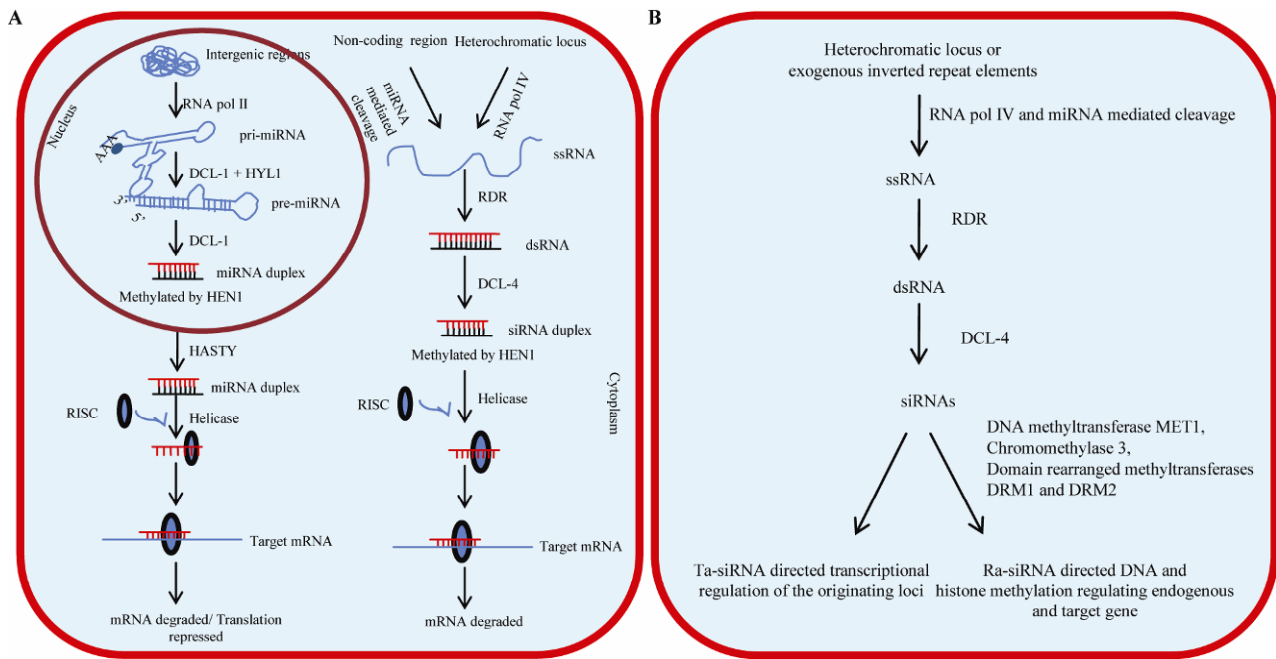 A
Nucleus
Intergenic regions
RNA pol II
AAA
pri-miRNA
DCL-1 + HYL1
3’
5’
pre-miRNA
DCL-1
miRNA duplex
Methylated by HEN1
HASTY
miRNA duplex
RISC
Helicase
Target mRNA
mRNA degraded/ Translation
repressed
Non-coding region
Heterochromatic locus
miRNA
mediated
cleavage
RNA pol IV
ssRNA
RDR
dsRNA
DCL-4
siRNA duplex
Methylated by HEN1
RISC
Helicase
Cytoplasm
Target mRNA
mRNA degraded
B
Heterochromatic locus or
exogenous inverted repeat elements
RNA pol IV and miRNA mediated cleavage
ssRNA
RDR
dsRNA
DCL-4
siRNAs
DNA methyltransferase MET1,
Chromomethylase 3,
Domain rearranged methyltransferases
DRM1 and DRM2
Ta-siRNA directed transcriptional
regulation of the originating loci
Ra-siRNA directed DNA and
histone methylation regulating endogenous
and target gene